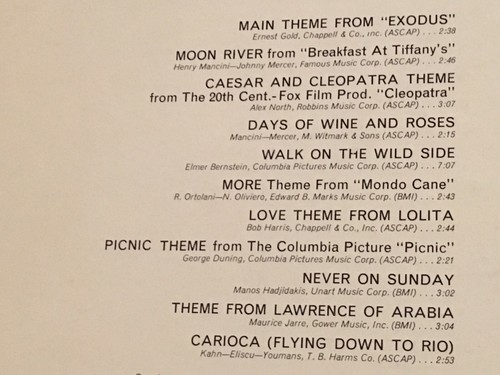 MAIN THEME FROM "EXODUS"
Ernest Gold, Chappell & Co., Inc. (ASCAP) . . . 2:38
MOON RIVER from "Breakfast At Tiffany's"
Henry Mancini—Johnny Mercer, Famous Music Corp. (ASCAP) . . . 2:46
CAESAR AND CLEOPATRA THEME
from The 20th Cent.-Fox Film Prod. "Cleopatra"
Alex North, Robbins Music Corp. (ASCAP) . . . 3:07
DAYS OF WINE AND ROSES
Mancini—Mercer, M. Witmark & Sons (ASCAP) . . . 2:15
WALK ON THE WILD SIDE
Elmer Bernstein, Columbia Pictures Music Corp. (ASCAP) . . . 7:07
MORE Theme From "Mondo Cane"
R. Ortolani—N. Oliviero, Edward B. Marks Music Corp. (BMI) . . . 2:43
LOVE THEME FROM LOLITA
Bob Harris, Chappell & Co., Inc. (ASCAP) . . . 2:44
PICNIC THEME from The Columbia Picture "Picnic"
George Duning, Columbia Pictures Music Corp. (ASCAP) . . . 2:21
NEVER ON SUNDAY
Manos Hadjidakis, Unart Music Corp. (BMI) . . . 3:02
THEME FROM LAWRENCE OF ARABIA
Maurice Jarre, Gower Music, Inc. (BMI) . . . 3:04
CARIOCA (FLYING DOWN TO RIO)
Kahn—Eliscu—Youmans, T. B. Harms Co. (ASCAP) . . . 2:53